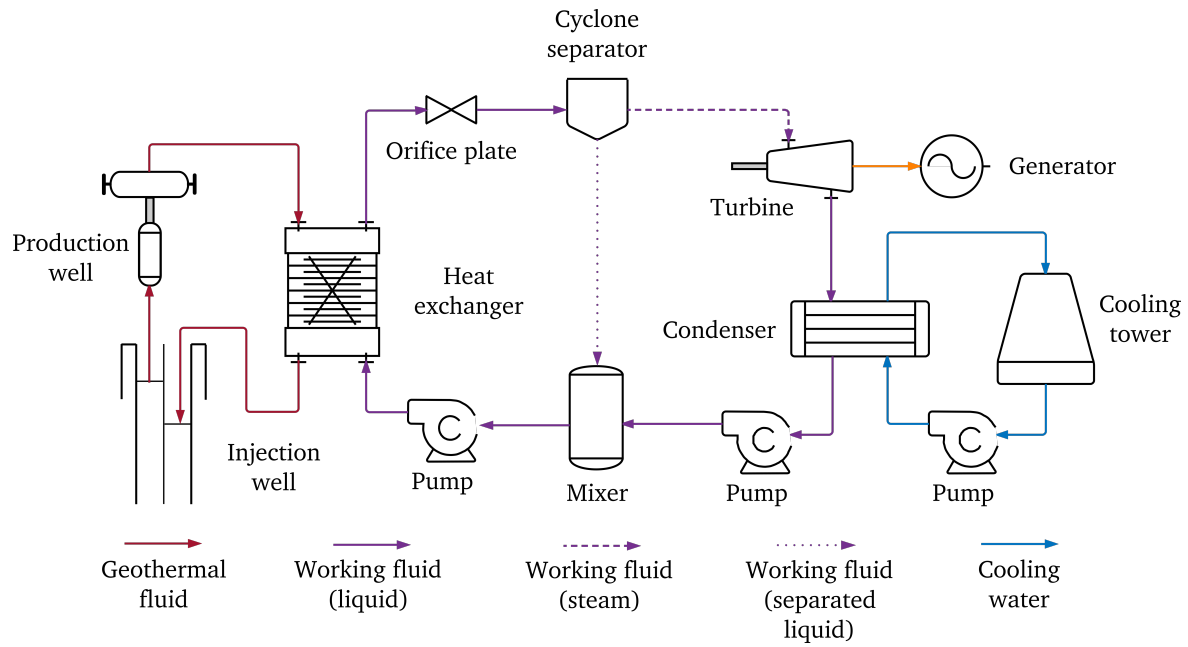 Cyclone
separator
Orifice plate
Generator
Turbine
Production
well
Heat
exchanger
Condenser
Cooling
tower
Injection
well
Pump
Mixer
Pump
Pump
Geothermal
fluid
Working fluid
(liquid)
Working fluid
(steam)
Working fluid
(separated
liquid)
Cooling
water